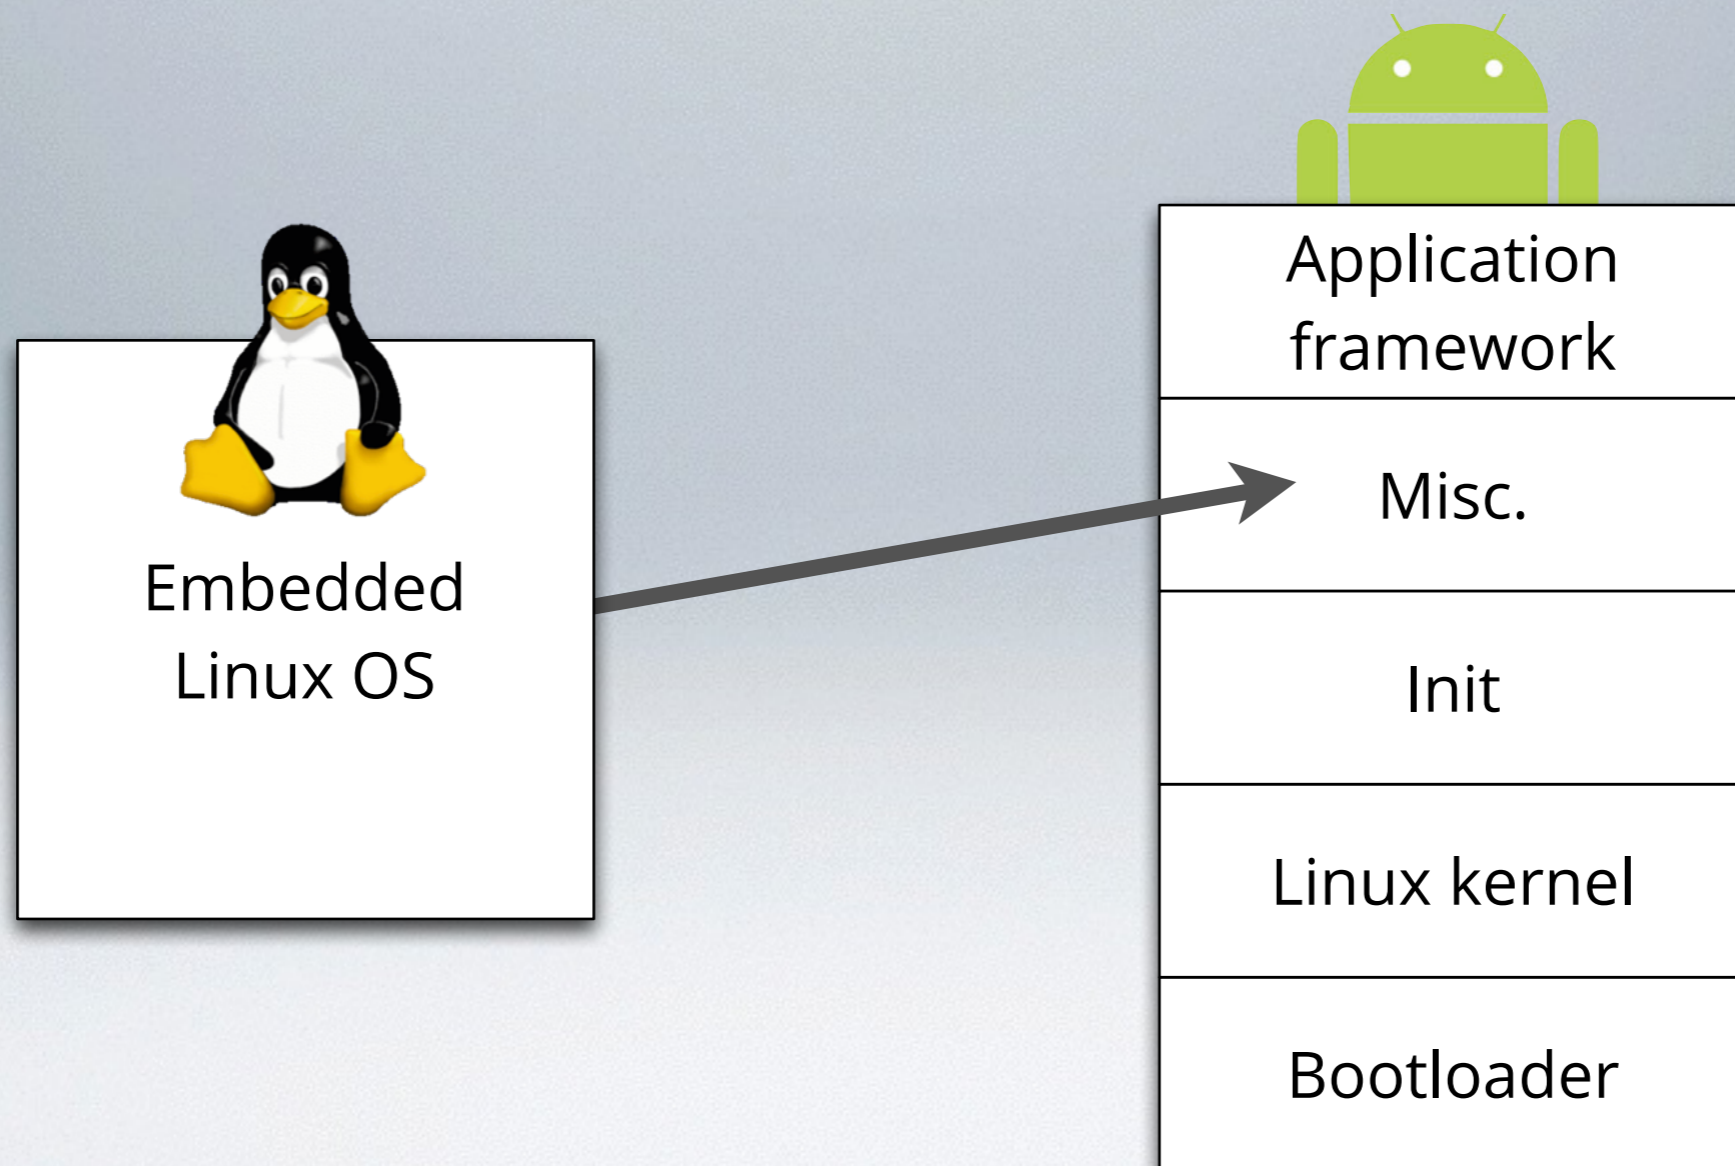 Embedded
Linux OS
Application
framework
Misc.
Init
Linux kernel
Bootloader